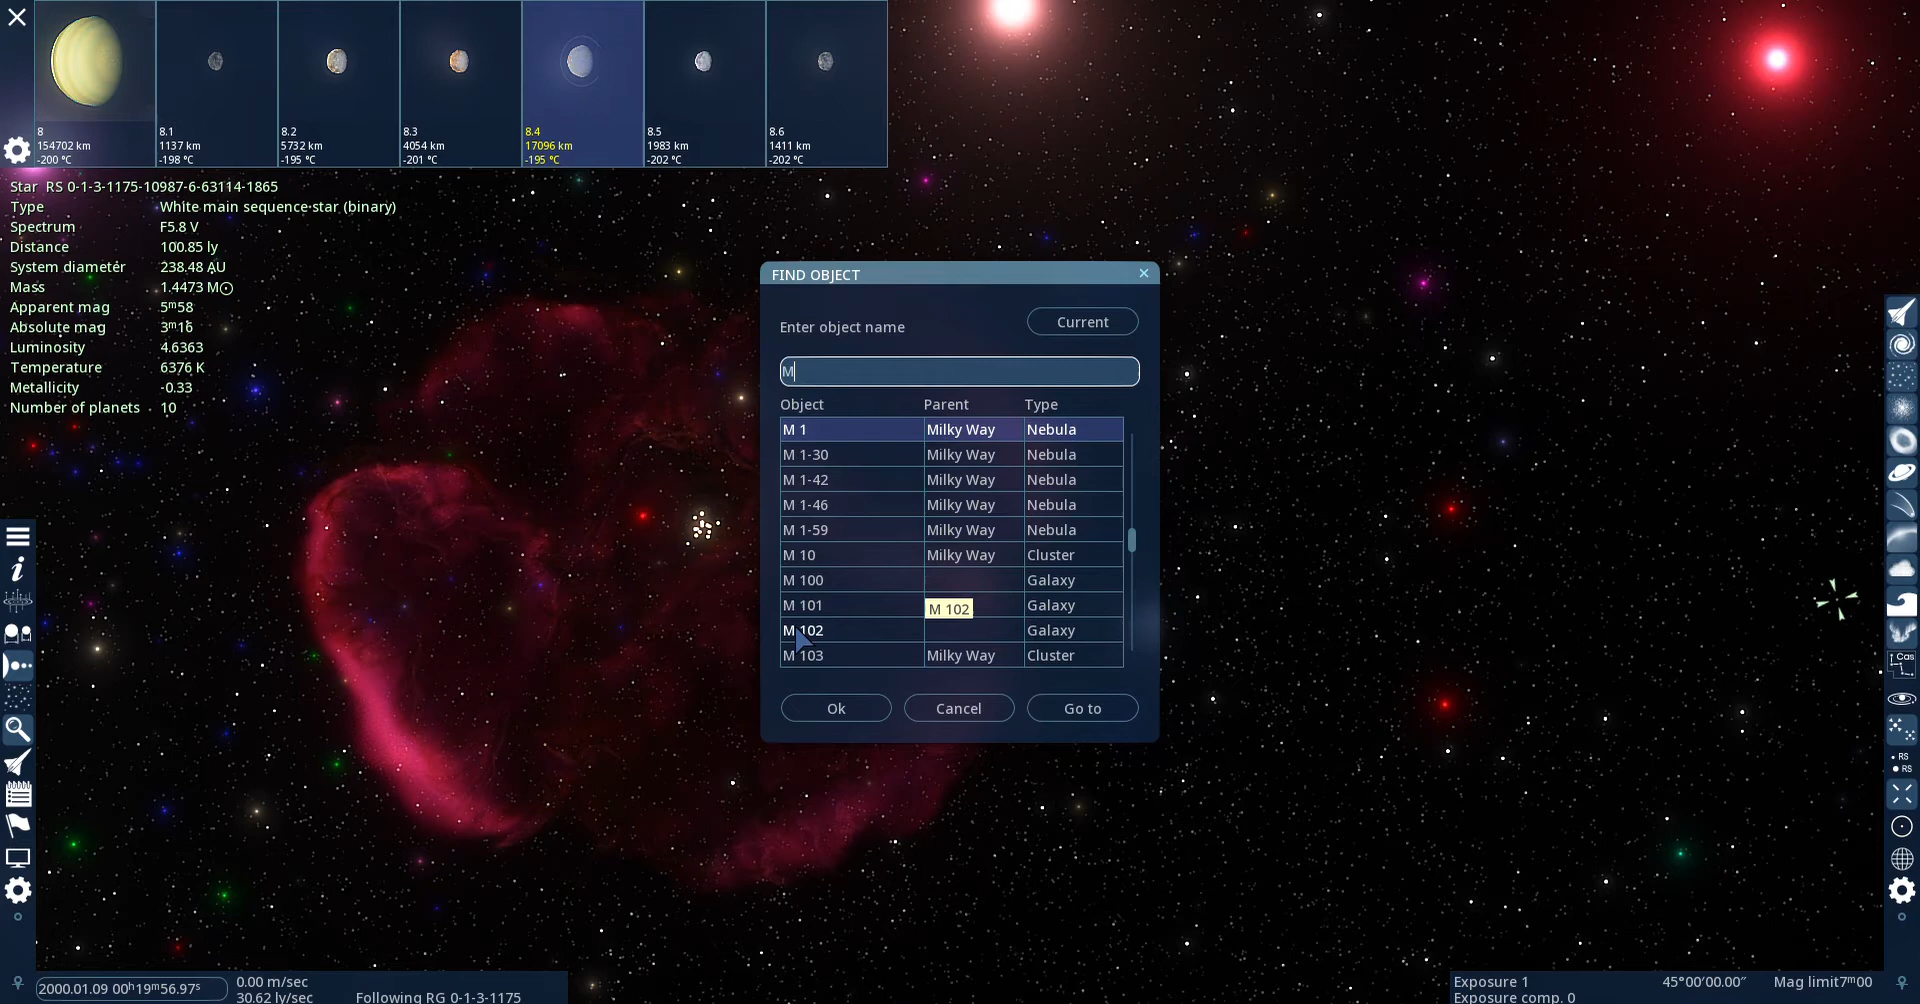 8
154702 km
-200 °C
8.1
1137 km
-198 °C
8.2
5732 km
-195 °C
8.3
4054 km
-201 °C
8.4
17096 km
-195 °C
8.5
1983 km
-202 °C
8.6
1411 km
-202 °C
Star RS 0-1-3-1175-10987-6-63114-1865
Type White main sequence star (binary)
Spectrum F5.8 V
Distance 100.85 ly
System diameter 238.48 AU
Mass 1.4473 M☉
Apparent mag 5ᵐ58
Absolute mag 3ᵐ16
Luminosity 4.6363
Temperature 6376 K
Metallicity -0.33
Number of planets 10
FIND OBJECT
Enter object name Current
M
Object Parent Type
M 1 Milky Way Nebula
M 1-30 Milky Way Nebula
M 1-42 Milky Way Nebula
M 1-46 Milky Way Nebula
M 1-59 Milky Way Nebula
M 10 Milky Way Cluster
M 100 Galaxy
M 101 Galaxy
M 102
M 102 Galaxy
M 103 Milky Way Cluster
Ok Cancel Go to
Cas
RS
RS
2000.01.09 00ʰ19ᵐ56.97ˢ
0.00 m/sec
30.62 ly/sec Following RG 0-1-3-1175
Exposure 1 45°00′00.00″ Mag limit7ᵐ00
Exposure comp. 0